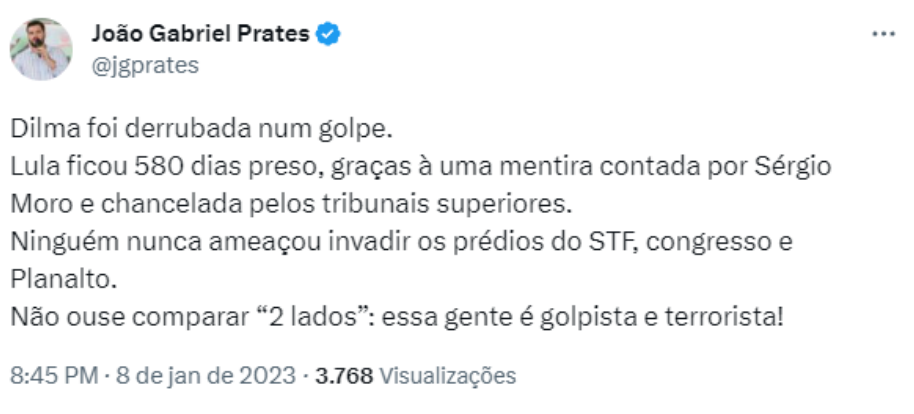 João Gabriel Prates
@jgprates
Dilma foi derrubada num golpe.
Lula ficou 580 dias preso, graças à uma mentira contada por Sérgio
Moro e chancelada pelos tribunais superiores.
Ninguém nunca ameaçou invadir os prédios do STF, congresso e
Planalto.
Não ouse comparar “2 lados”: essa gente é golpista e terrorista!
8:45 PM · 8 de jan de 2023 · 3.768 Visualizações